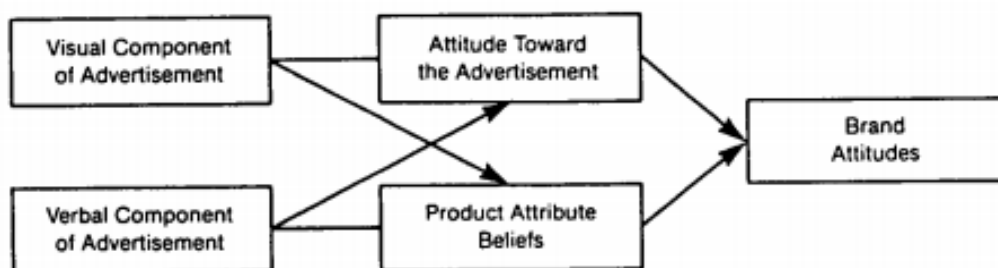 Visual Component
of Advertisement
Attitude Toward
the Advertisement
Brand
Attitudes
Verbal Component
of Advertisement
Product Attribute
Beliefs